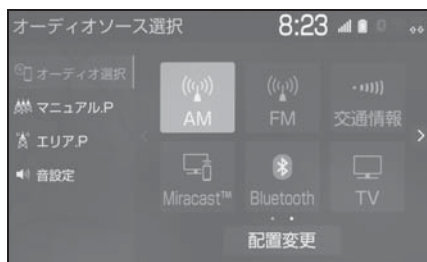 オーディオソース選択 8:23
オーディオ選択
マニュアル.P
エリア.P
音設定
AM FM 交通情報
Miracast™ Bluetooth TV
配置変更